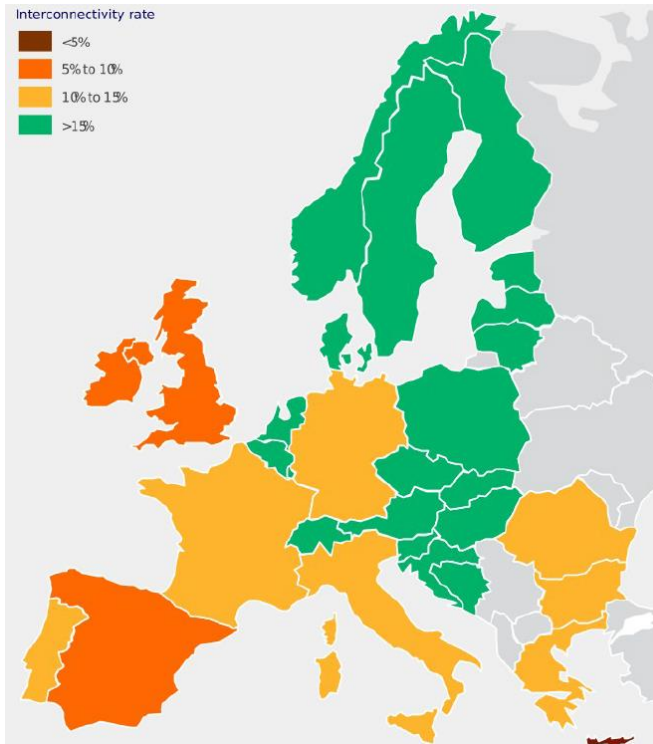 Interconnectivity rate
<5%
5% to 10%
10% to 15%
>15%